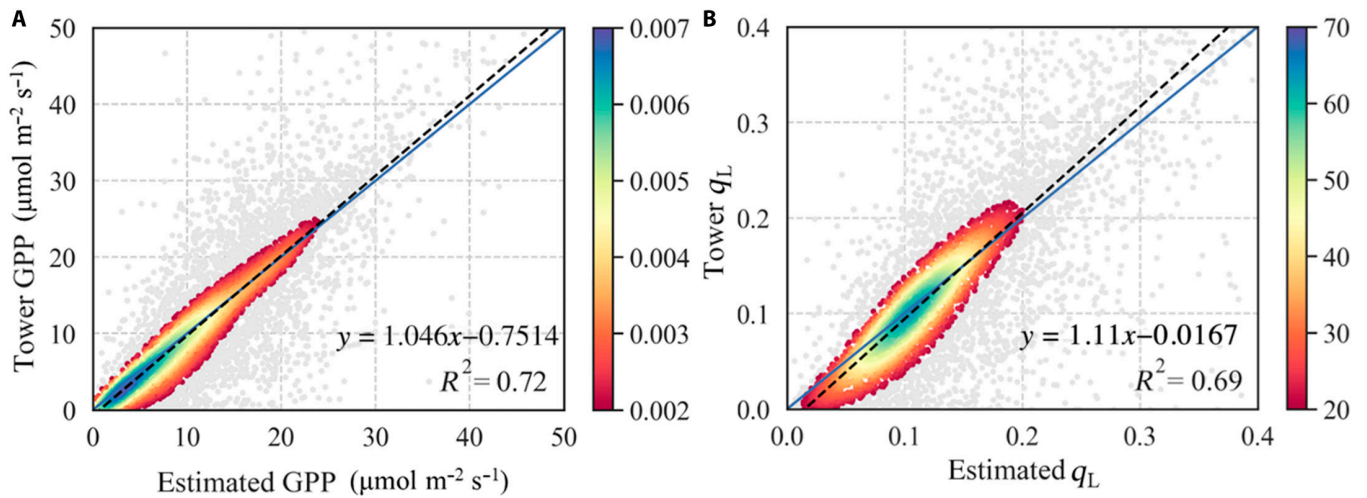 A
Tower GPP (μmol m⁻² s⁻¹)
50
40
30
20
10
0
y = 1.046x−0.7514
R² = 0.72
0 10 20 30 40 50
Estimated GPP (μmol m⁻² s⁻¹)
0.007
0.006
0.005
0.004
0.003
0.002
B
Tower qL
0.4
0.3
0.2
0.1
0.0
y = 1.11x−0.0167
R² = 0.69
0.0 0.1 0.2 0.3 0.4
Estimated qL
70
60
50
40
30
20